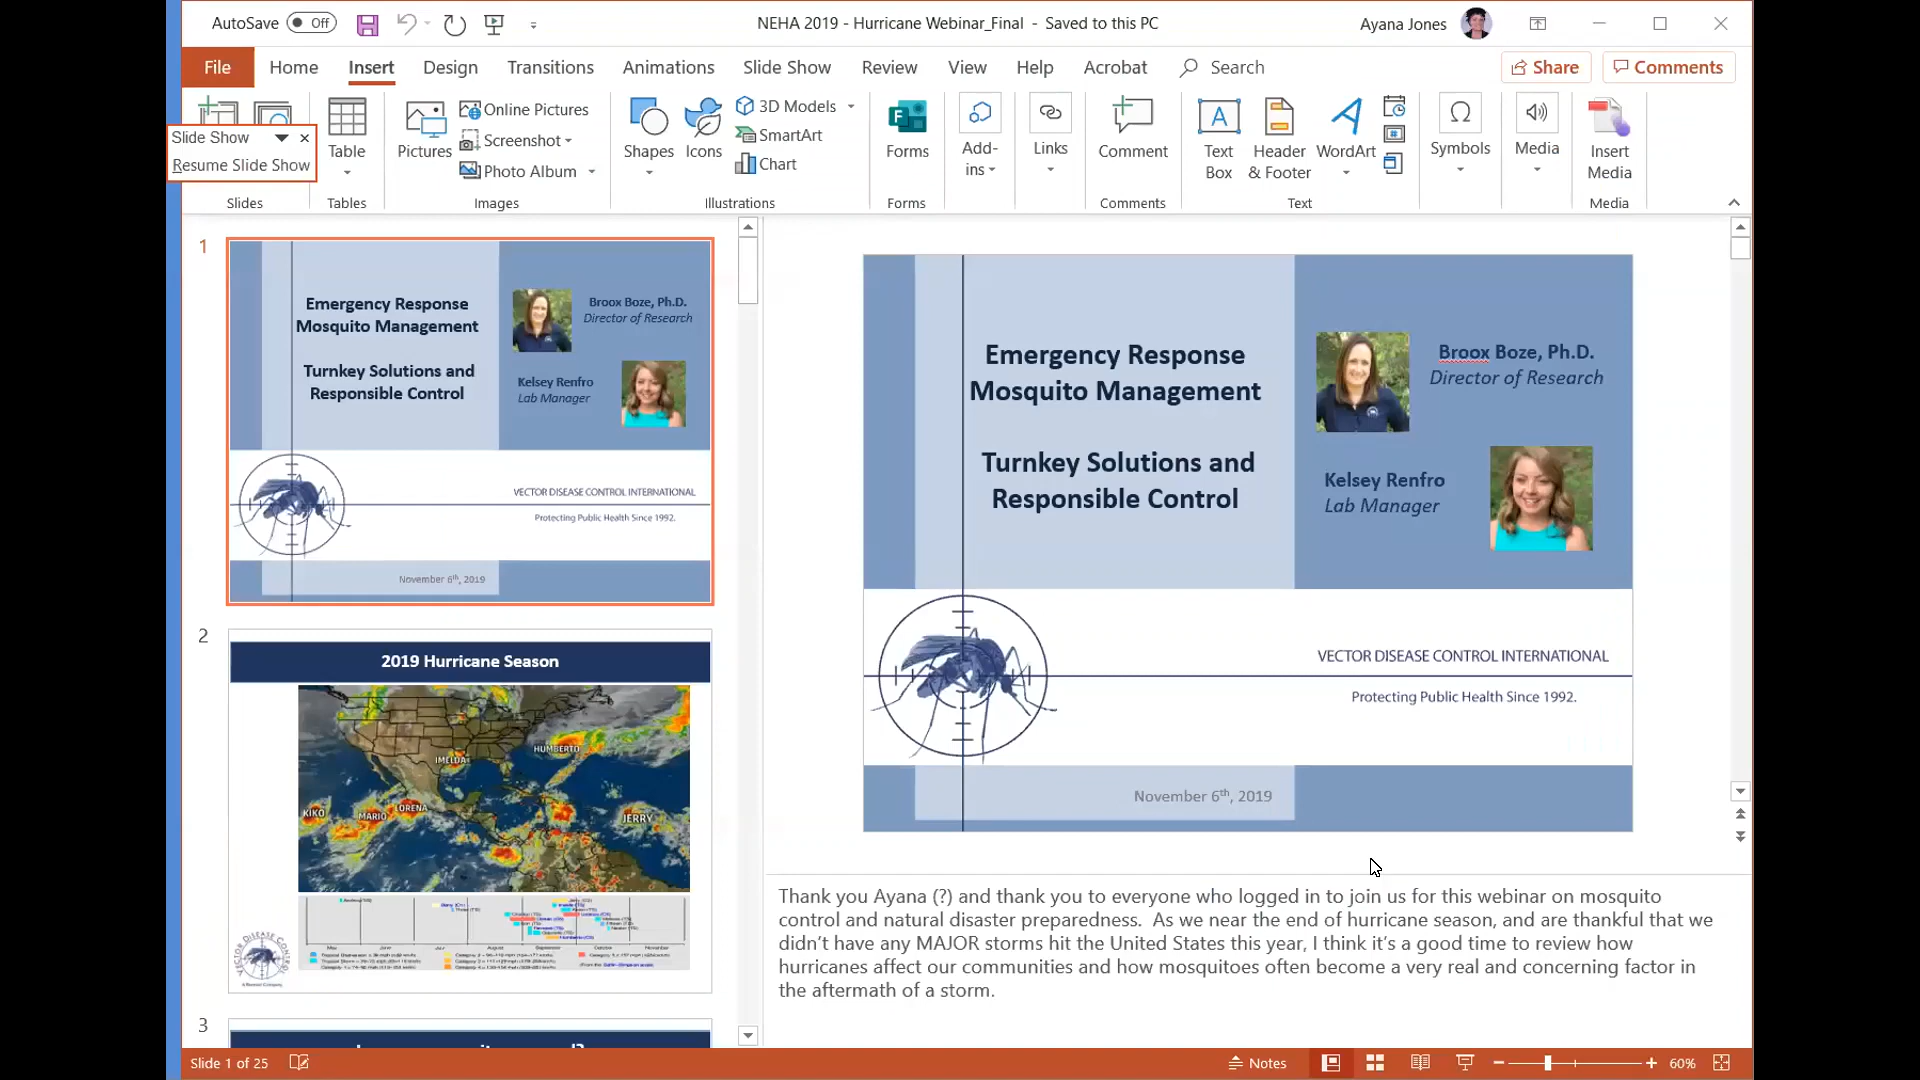 AutoSave Off
NEHA 2019 - Hurricane Webinar_Final - Saved to this PC
Ayana Jones
File Home Insert Design Transitions Animations Slide Show Review View Help Acrobat Search
Share Comments
Slide Show
Resume Slide Show
Slides
Table
Tables
Pictures
Online Pictures
Screenshot
Photo Album
Images
Shapes
Icons
3D Models
SmartArt
Chart
Illustrations
Forms
Forms
Add-
ins
Links
Comment
Comments
Text
Box
Header
& Footer
WordArt
Text
Symbols
Media
Insert
Media
Media
1
Emergency Response
Mosquito Management
Turnkey Solutions and
Responsible Control
Broox Boze, Ph.D.
Director of Research
Kelsey Renfro
Lab Manager
VECTOR DISEASE CONTROL INTERNATIONAL
Protecting Public Health Since 1992.
November 6th, 2019
2
2019 Hurricane Season
HUMBERTO
IMELDA
KIKO
MARIO
LORENA
JERRY
May June July August September October November
VECTOR DISEASE CONTROL
3
Emergency Response
Mosquito Management
Turnkey Solutions and
Responsible Control
Broox Boze, Ph.D.
Director of Research
Kelsey Renfro
Lab Manager
VECTOR DISEASE CONTROL INTERNATIONAL
Protecting Public Health Since 1992.
November 6th, 2019
Thank you Ayana (?) and thank you to everyone who logged in to join us for this webinar on mosquito
control and natural disaster preparedness. As we near the end of hurricane season, and are thankful that we
didn't have any MAJOR storms hit the United States this year, I think it's a good time to review how
hurricanes affect our communities and how mosquitoes often become a very real and concerning factor in
the aftermath of a storm.
Slide 1 of 25
Notes
60%